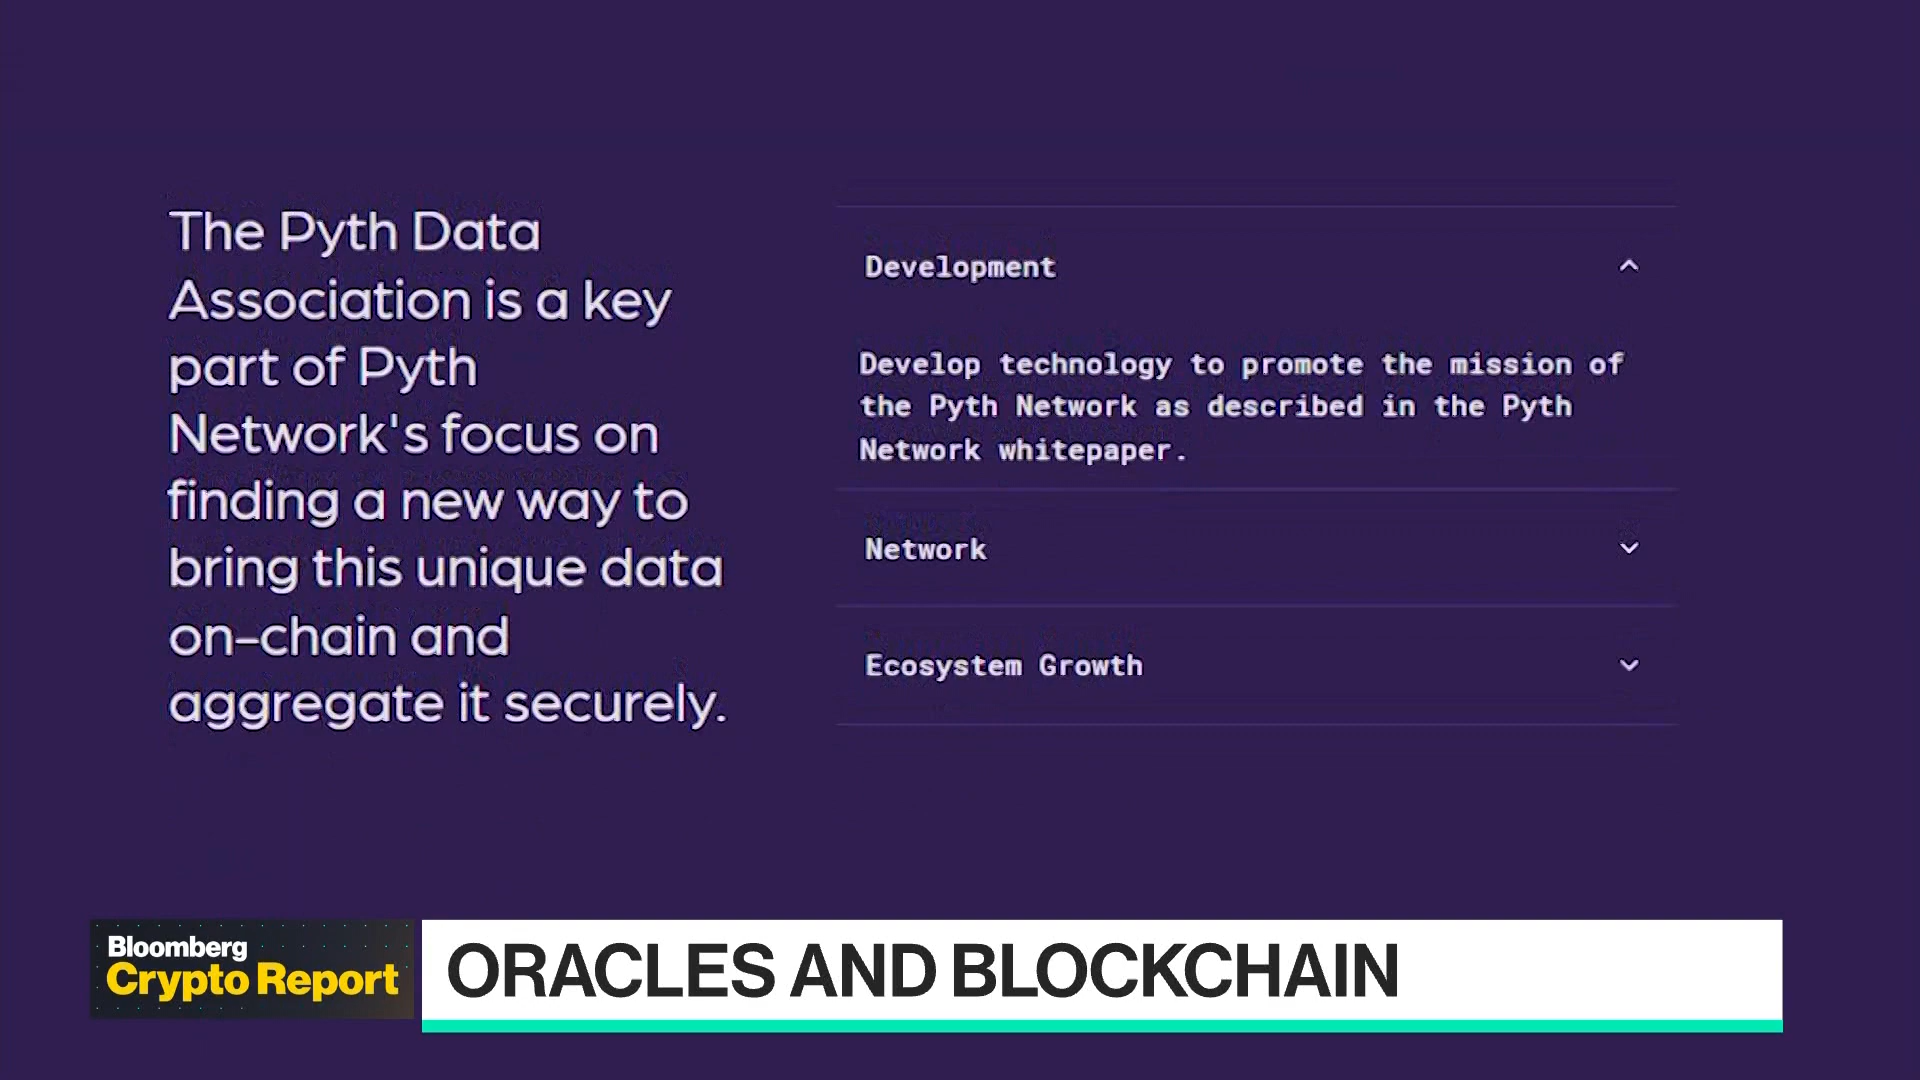 The Pyth Data
Association is a key
part of Pyth
Network's focus on
finding a new way to
bring this unique data
on-chain and
aggregate it securely.
Development
Develop technology to promote the mission of
the Pyth Network as described in the Pyth
Network whitepaper.
Network
Ecosystem Growth
Bloomberg
Crypto Report
ORACLES AND BLOCKCHAIN